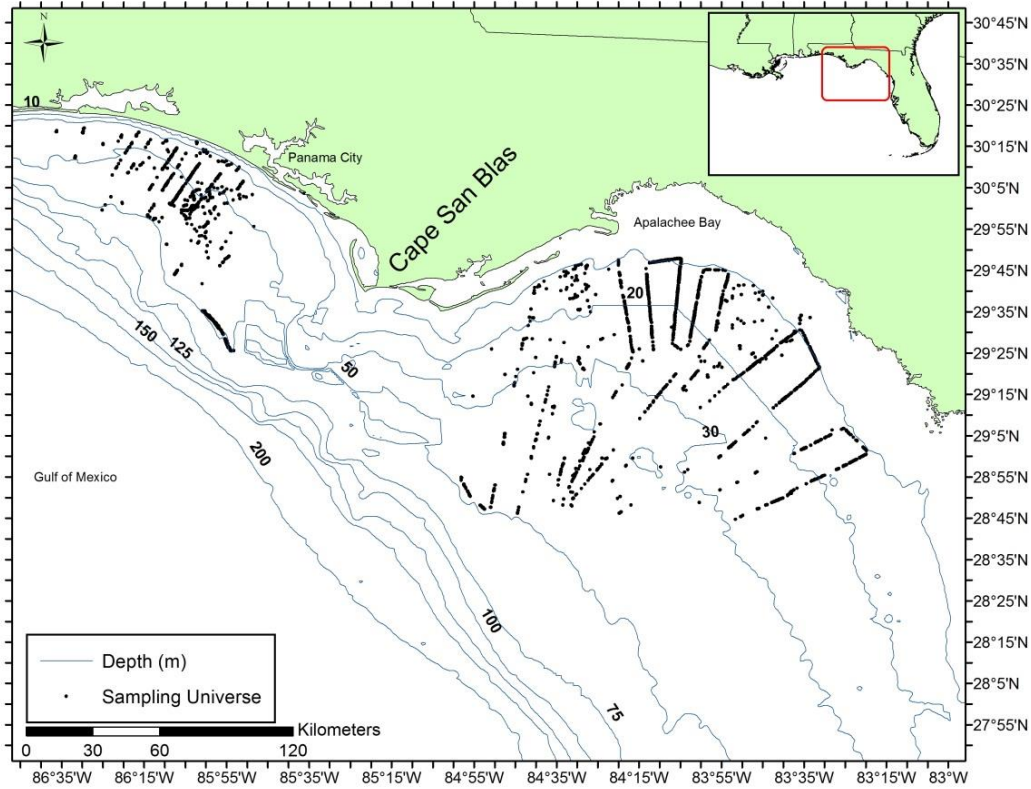 N
10
Panama City
Cape San Blas
Apalachee Bay
20
150
125
50
30
200
Gulf of Mexico
100
75
Depth (m)
Sampling Universe
Kilometers
0 30 60 120
30°45'N
30°35'N
30°25'N
30°15'N
30°5'N
29°55'N
29°45'N
29°35'N
29°25'N
29°15'N
29°5'N
28°55'N
28°45'N
28°35'N
28°25'N
28°15'N
28°5'N
27°55'N
86°35'W 86°15'W 85°55'W 85°35'W 85°15'W 84°55'W 84°35'W 84°15'W 83°55'W 83°35'W 83°15'W 83°W